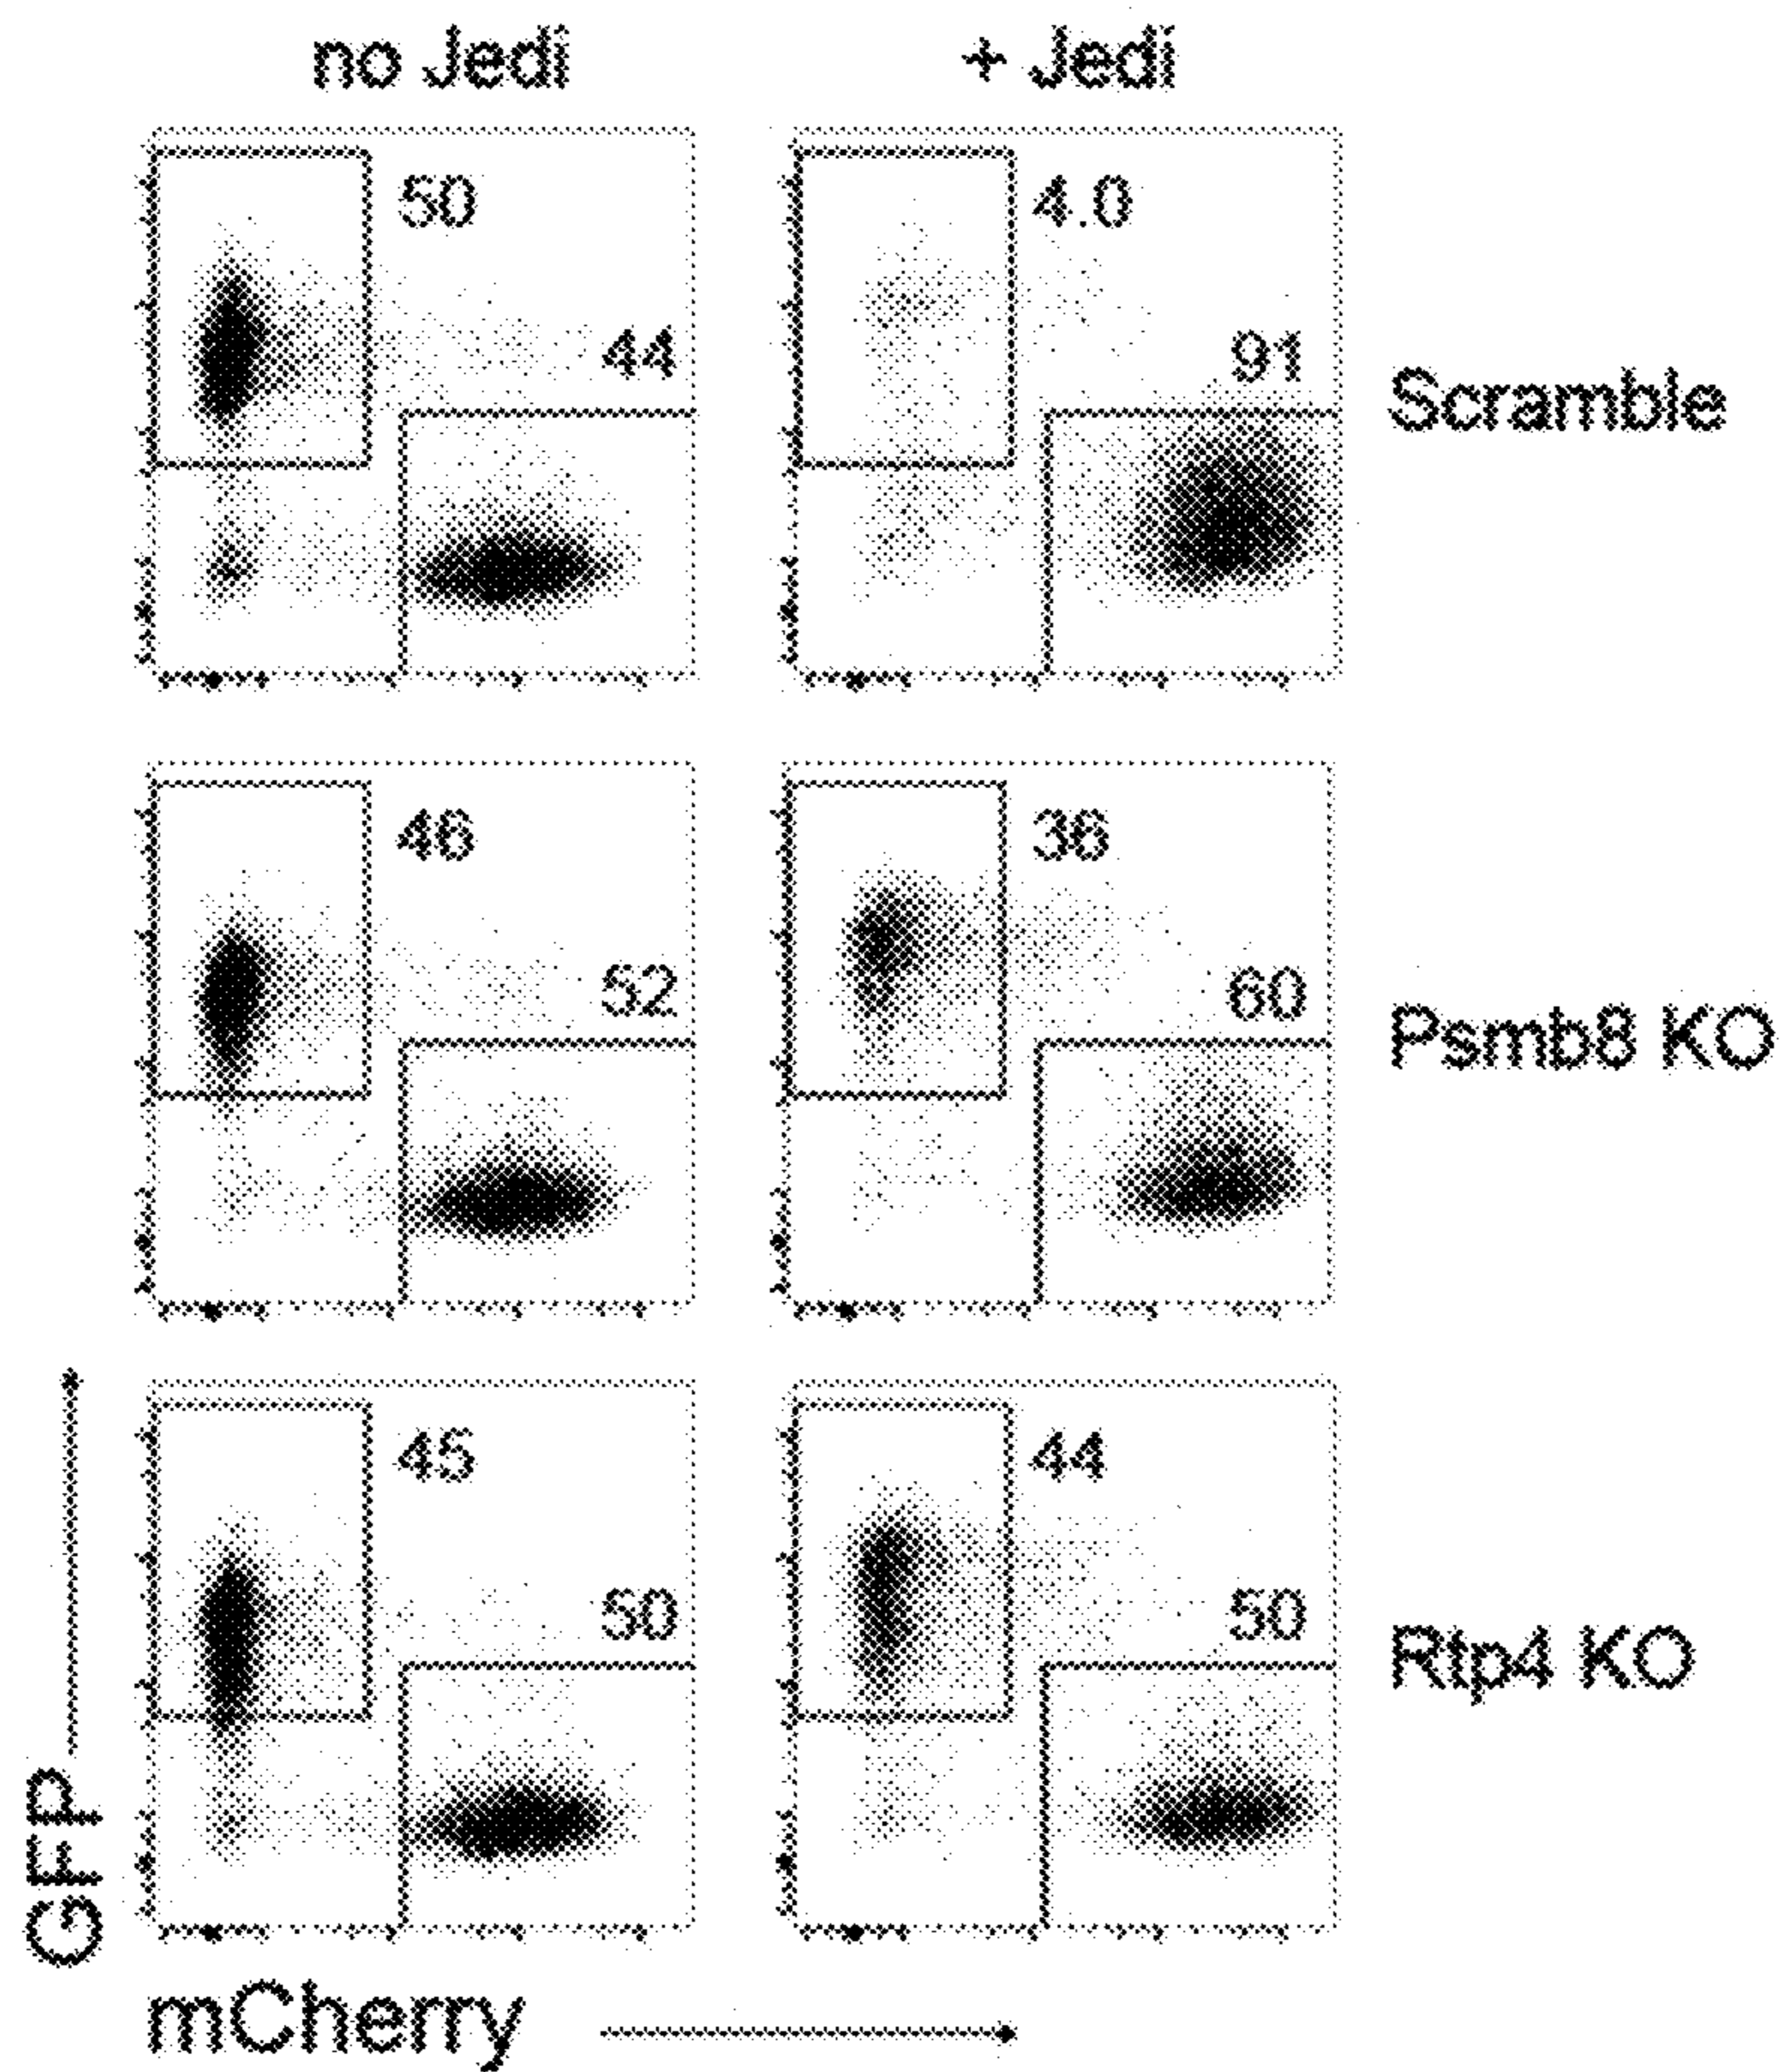 no Jedi + Jedi
50 4.0
44 91
Scramble
46 36
52 60
Psmb8 KO
45 44
50 50
Rtp4 KO
GFP
mCherry